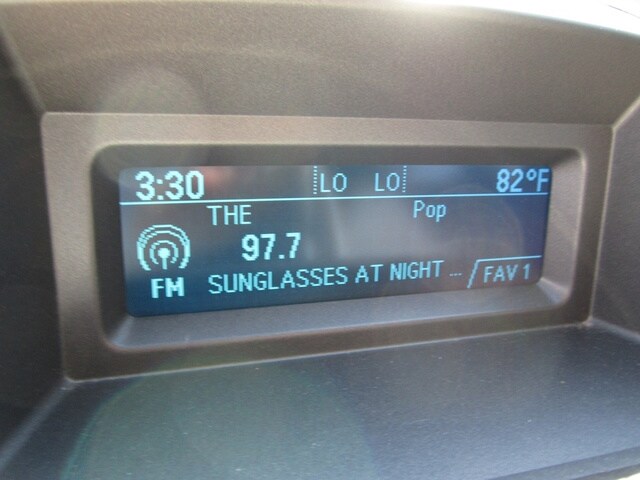 3:30 LO LO 82°F
THE Pop
97.7
FM SUNGLASSES AT NIGHT ... FAV 1